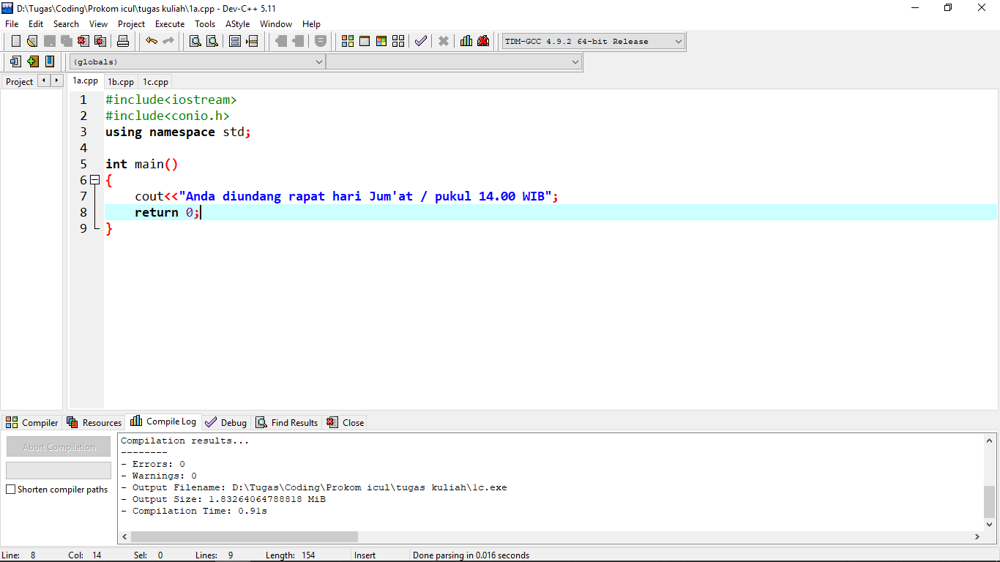 D:\Tugas\Coding\Prokom icul\tugas kuliah\1a.cpp - Dev-C++ 5.11
File Edit Search View Project Execute Tools AStyle Window Help
TDM-GCC 4.9.2 64-bit Release
(globals)
Project 1a.cpp 1b.cpp 1c.cpp
1 #include<iostream>
2 #include<conio.h>
3 using namespace std;
4
5 int main()
6 {
7 cout<<"Anda diundang rapat hari Jum'at / pukul 14.00 WIB";
8 return 0;
9 }
Compiler Resources Compile Log Debug Find Results Close
Abort Compilation
Shorten compiler paths
Compilation results...
--------
- Errors: 0
- Warnings: 0
- Output Filename: D:\Tugas\Coding\Prokom icul\tugas kuliah\1c.exe
- Output Size: 1.83264064788818 MiB
- Compilation Time: 0.91s
Line: 8 Col: 14 Sel: 0 Lines: 9 Length: 154 Insert Done parsing in 0.016 seconds